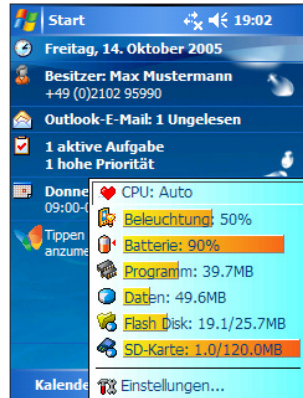 Start 19:02
Freitag, 14. Oktober 2005
Besitzer: Max Mustermann
+49 (0)2102 95990
Outlook-E-Mail: 1 Ungelesen
1 aktive Aufgabe
1 hohe Priorität
Donne
09:00-0
Tippen
anzume
CPU: Auto
Beleuchtung: 50%
Batterie: 90%
Programm: 39.7MB
Daten: 49.6MB
Flash Disk: 19.1/25.7MB
SD-Karte: 1.0/120.0MB
Einstellungen...
Kalende